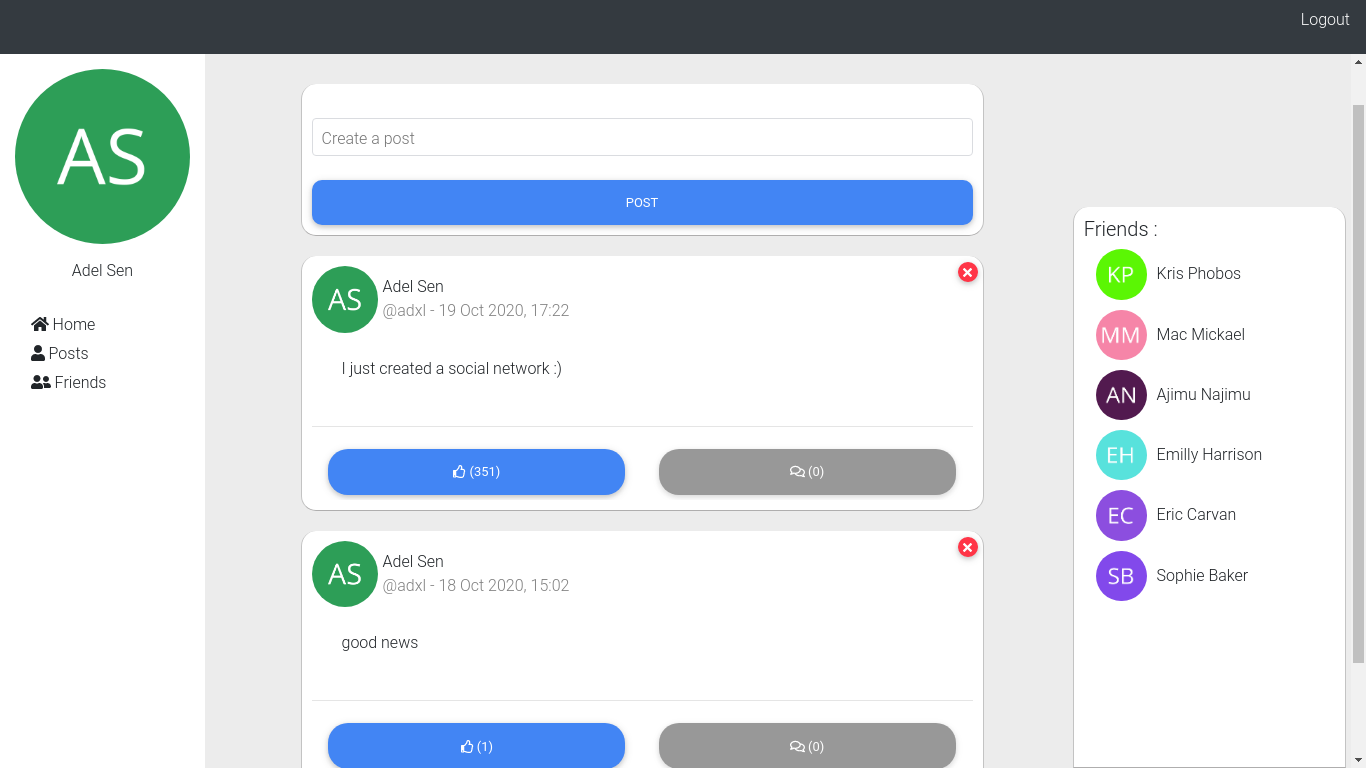 Logout
AS
Adel Sen
Home
Posts
Friends
Create a post
POST
AS
Adel Sen
@adxl - 19 Oct 2020, 17:22
I just created a social network :)
(351)
(0)
AS
Adel Sen
@adxl - 18 Oct 2020, 15:02
good news
(1)
(0)
Friends :
KP Kris Phobos
MM Mac Mickael
AN Ajimu Najimu
EH Emilly Harrison
EC Eric Carvan
SB Sophie Baker